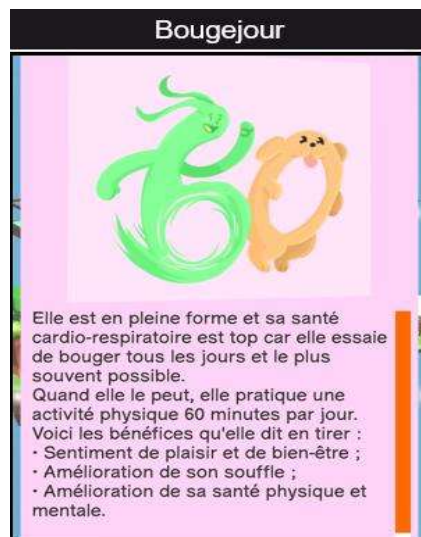 Bougejour
60
Elle est en pleine forme et sa santé
cardio-respiratoire est top car elle essaie
de bouger tous les jours et le plus
souvent possible.
Quand elle le peut, elle pratique une
activité physique 60 minutes par jour.
Voici les bénéfices qu'elle dit en tirer :
· Sentiment de plaisir et de bien-être ;
· Amélioration de son souffle ;
· Amélioration de sa santé physique et
mentale.